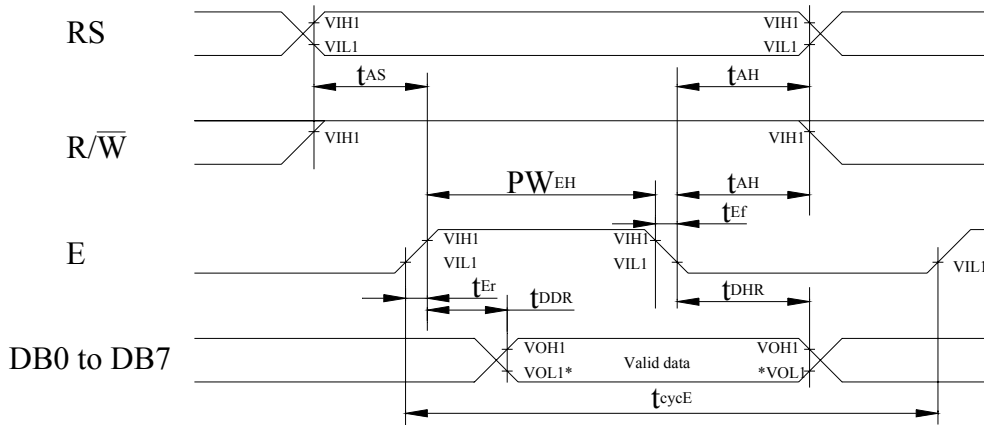 RS
VIH1
VIL1
VIH1
VIL1
tAS
tAH
R/W̅
VIH1
VIH1
PWEH
tAH
tEf
E
VIH1
VIL1
VIH1
VIL1
VIL1
tEr
tDDR
tDHR
DB0 to DB7
VOH1
VOL1*
Valid data
VOH1
*VOL1
tcycE